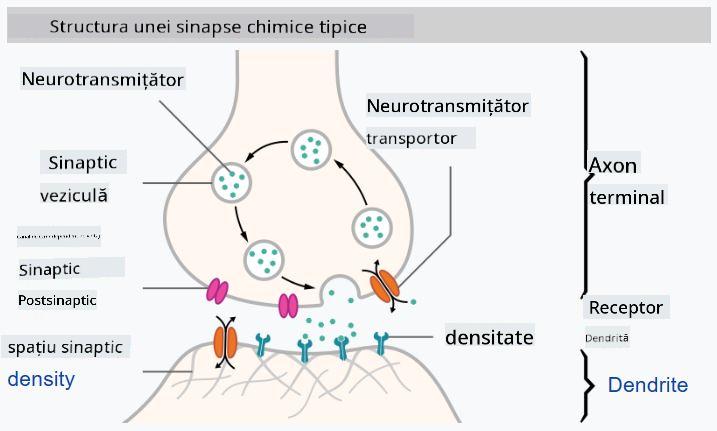 Structura unei sinapse chimice tipice
Neurotransmițător
Neurotransmițător
transportor
Sinaptic
veziculă
Axon
terminal
Sinaptic
Postsinaptic
Receptor
Dendrită
densitate
spațiu sinaptic
density
Dendrite